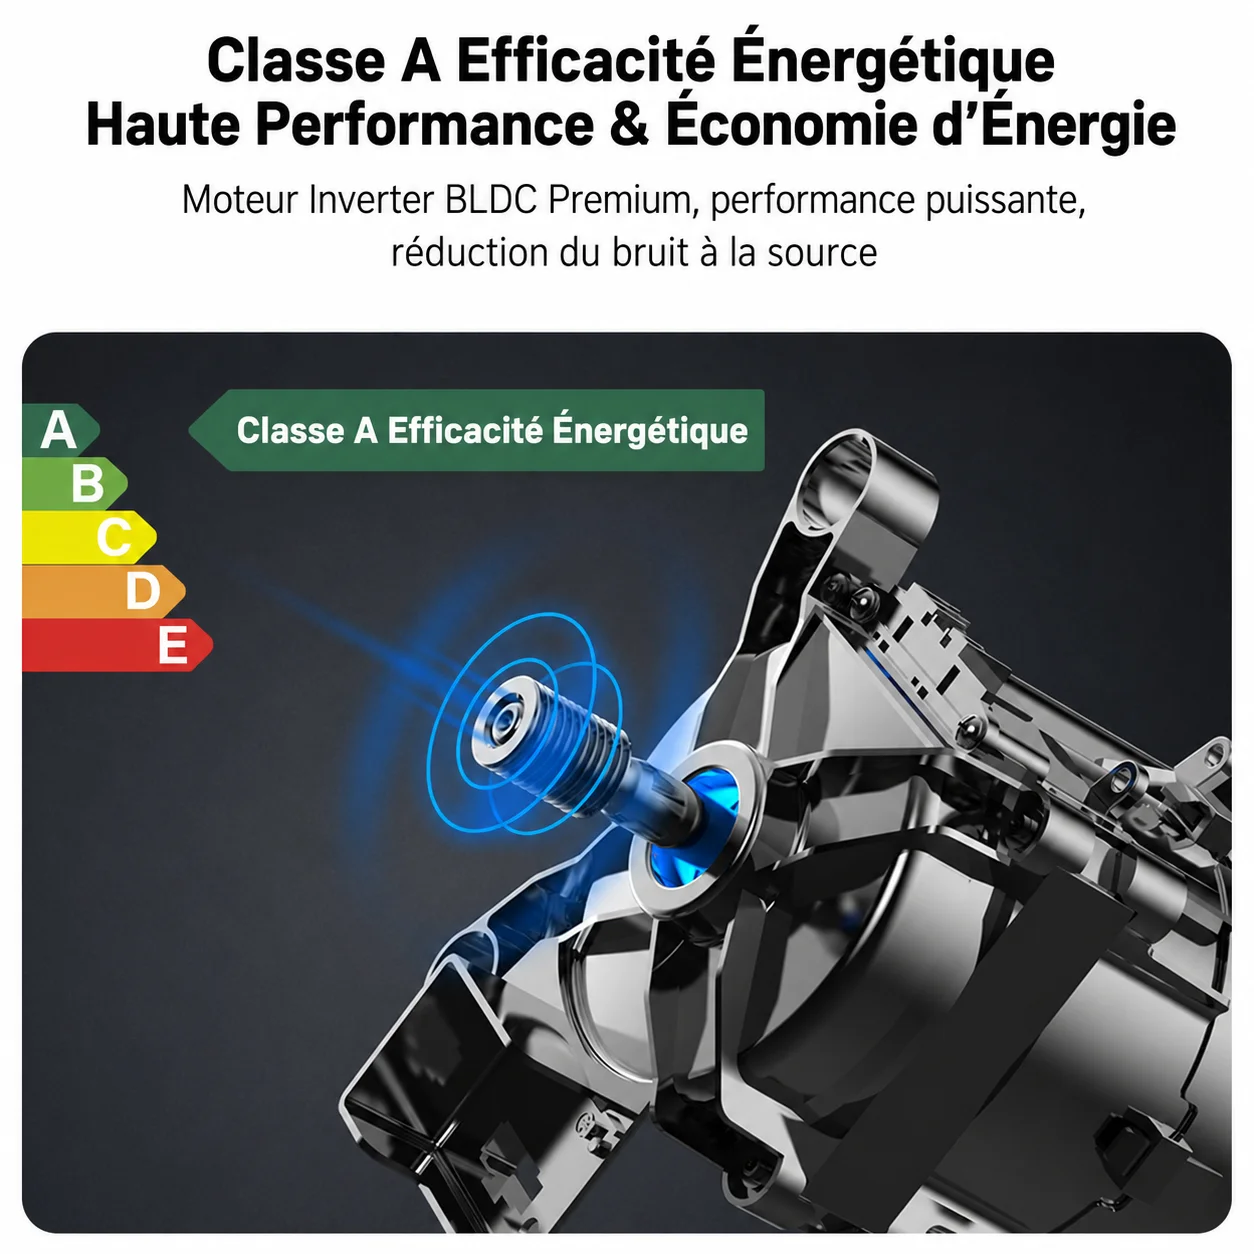 Classe A Efficacité Énergétique
Haute Performance & Économie d’Énergie
Moteur Inverter BLDC Premium, performance puissante,
réduction du bruit à la source
A
Classe A Efficacité Énergétique
B
C
D
E